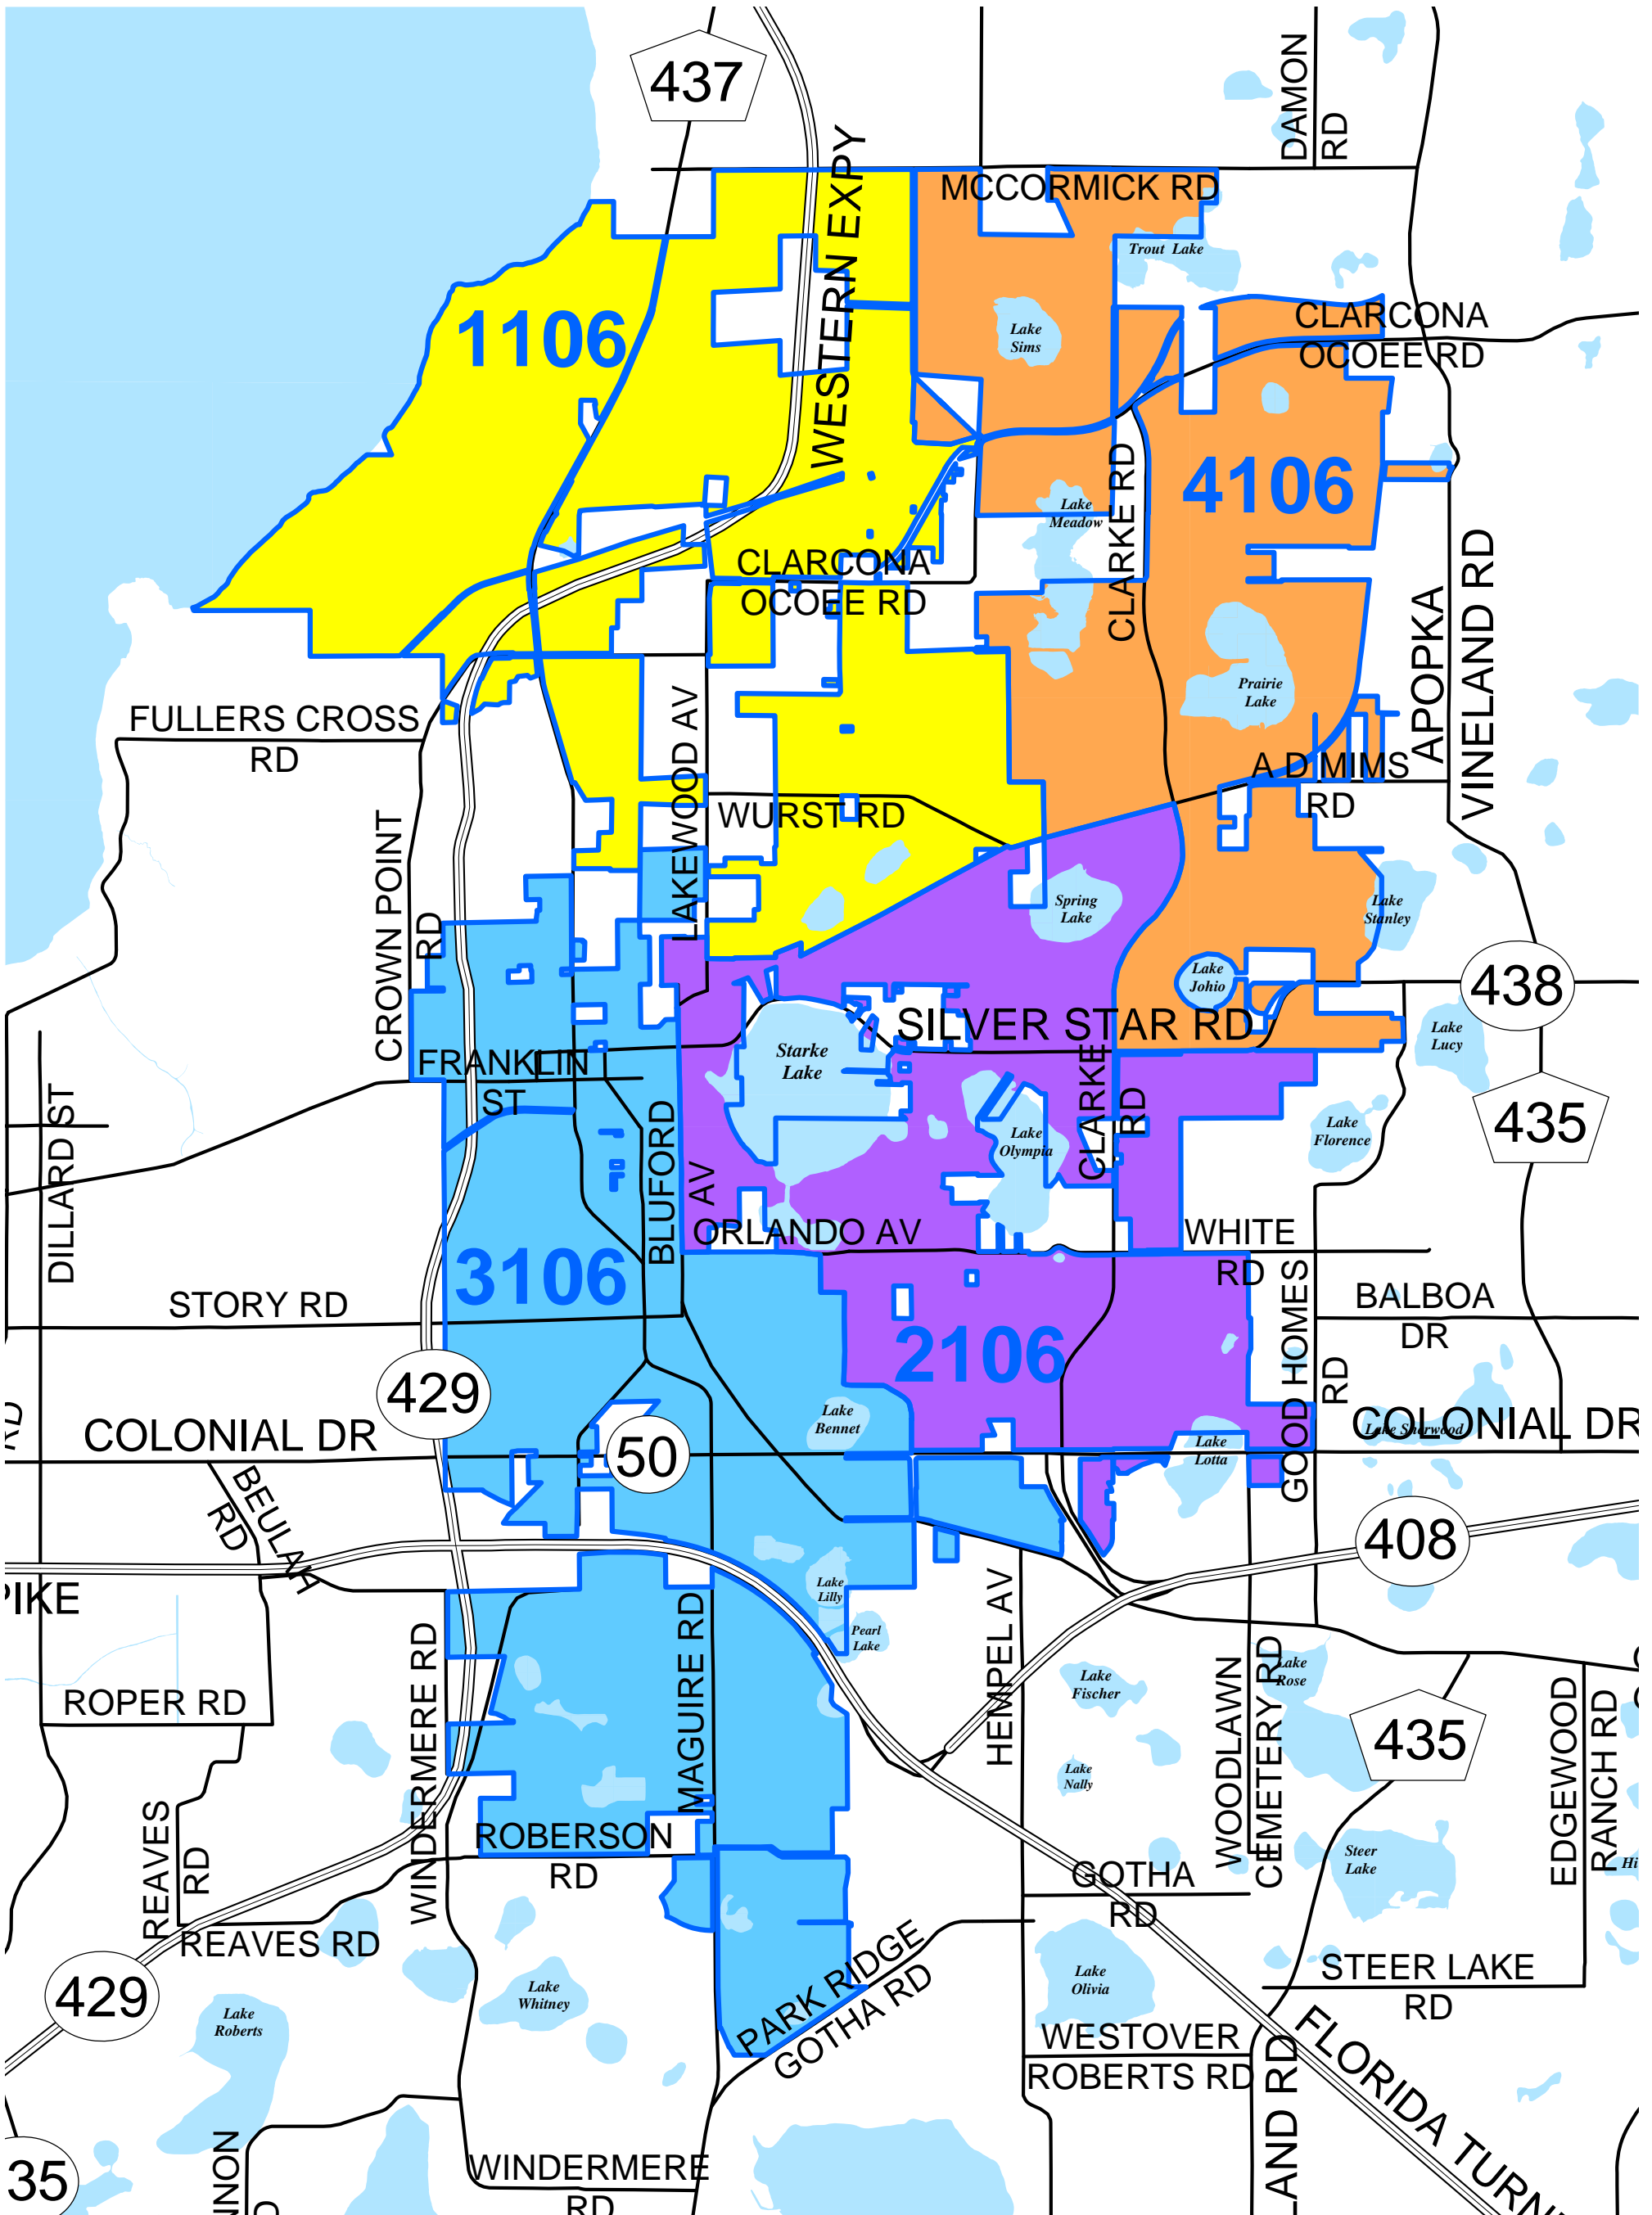 437
DAMON
RD
WESTERN EXPY
MCCORMICK RD
Trout Lake
1106
Lake
Sims
CLARCONA
OCOEE RD
4106
CLARKE RD
Lake
Meadow
CLARCONA
OCOEE RD
APOPKA
VINELAND RD
Prairie
Lake
FULLERS CROSS
RD
LAKEWOOD AV
A D MIMS
RD
WURST RD
CROWN POINT
RD
Spring
Lake
Lake
Stanley
Lake
Johio
438
SILVER STAR RD
Lake
Lucy
Starke
Lake
FRANKLIN
ST
CLARKE
RD
DILLARD ST
BLUFORD
AV
Lake
Olympia
Lake
Florence
435
ORLANDO AV
WHITE
RD
3106
STORY RD
GOOD HOMES
RD
BALBOA
DR
2106
429
COLONIAL DR
50
Lake
Bennet
Lake
Lotta
Lake Sherwood
COLONIAL DR
RD
BEULAH
RD
408
PIKE
Lake
Lilly
Pearl
Lake
HEMPEL AV
WINDERMERE RD
MAGUIRE RD
Lake
Fischer
Lake
Rose
WOODLAWN
CEMETERY RD
ROPER RD
435
EDGEWOOD
RANCH RD
Lake
Nally
REAVES
RD
ROBERSON
RD
Steer
Lake
Hi
GOTHA
RD
REAVES RD
PARK RIDGE
GOTHA RD
429
Lake
Whitney
Lake
Olivia
STEER LAKE
RD
Lake
Roberts
WESTOVER
ROBERTS RD
FLORIDA TURN
LAND RD
35
NNON
WINDERMERE
RD